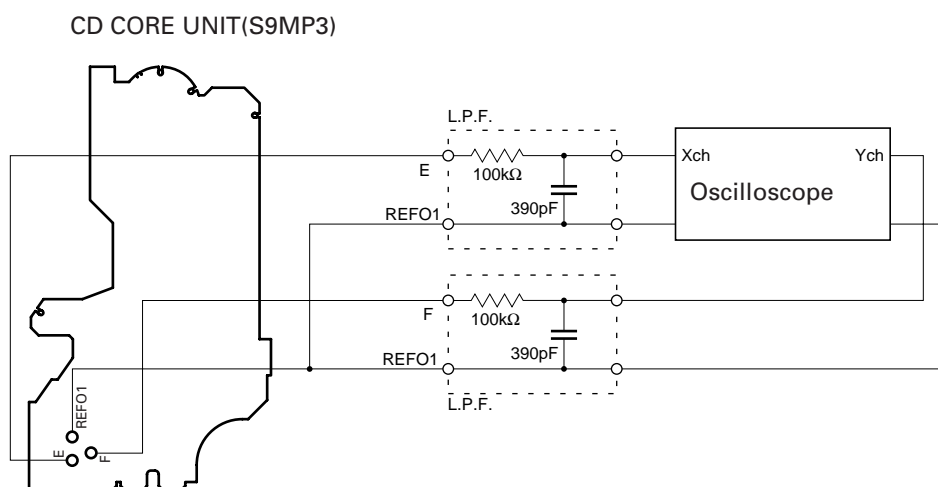 CD CORE UNIT(S9MP3)
L.P.F.
E
100kΩ
390pF
REFO1
Xch
Ych
Oscilloscope
F
100kΩ
390pF
REFO1
L.P.F.
REFO1
E
F